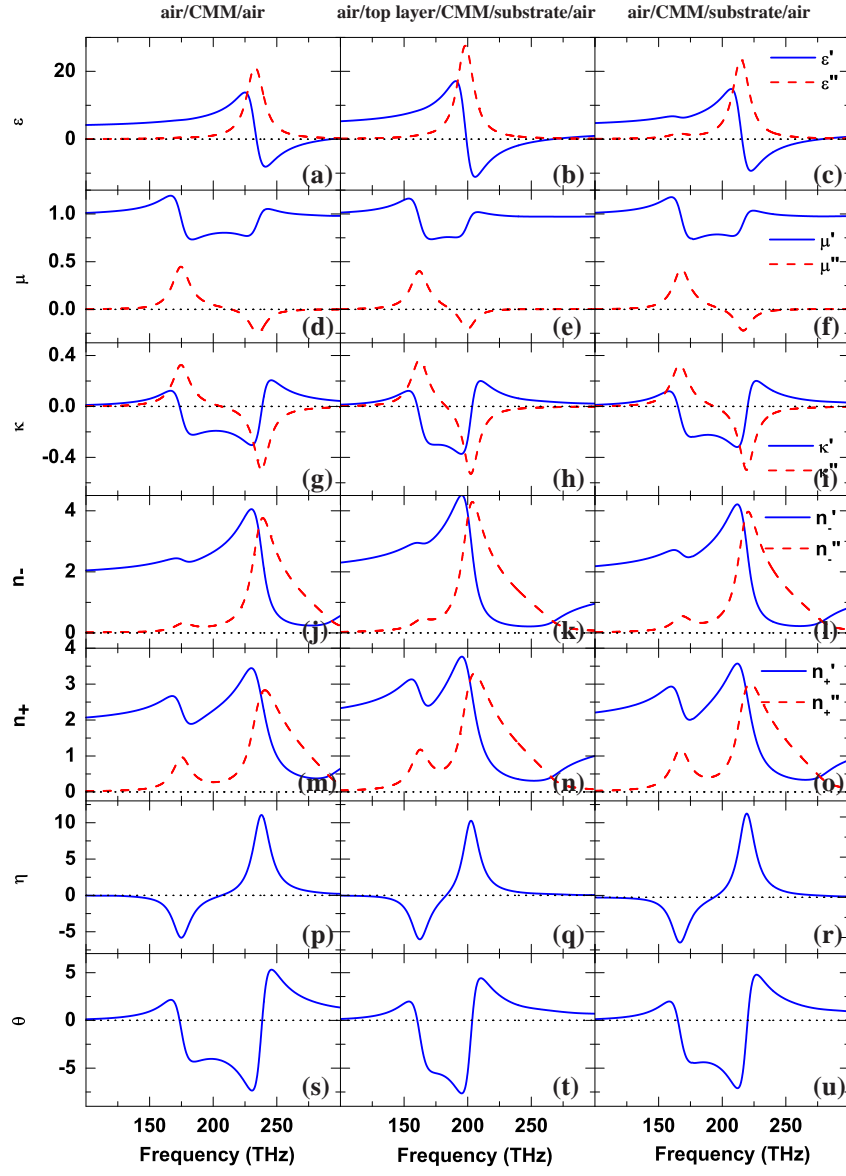 air/CMM/air air/top layer/CMM/substrate/air air/CMM/substrate/air
20
0
ε
ε'
ε''
(a) (b) (c)
1.0
0.5
0.0
μ
μ'
μ''
(d) (e) (f)
0.4
0.0
-0.4
κ
κ'
κ''
(g) (h) (i)
4
2
0
n-
n-'
n-''
(j) (k) (l)
4
3
2
1
0
n+
n+'
n+''
(m) (n) (o)
10
5
0
-5
η
(p) (q) (r)
5
0
-5
θ
(s) (t) (u)
150 200 250 150 200 250 150 200 250
Frequency (THz) Frequency (THz) Frequency (THz)